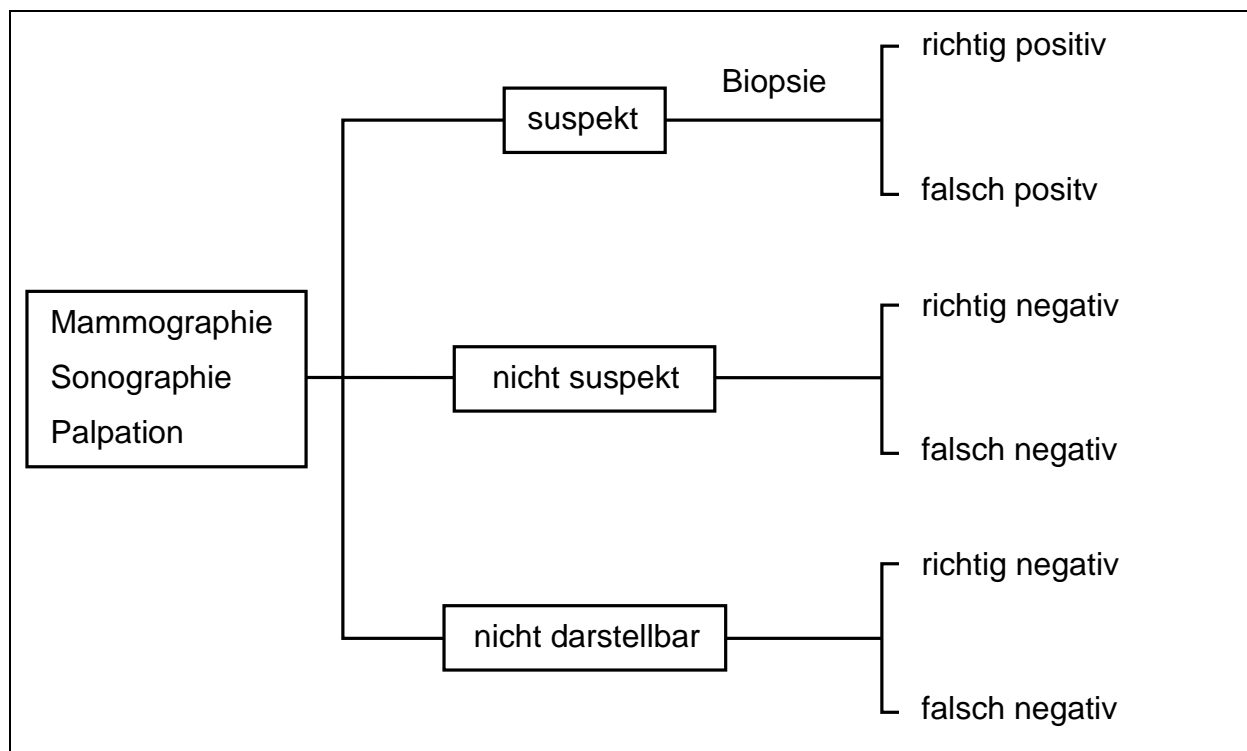 Mammographie
Sonographie
Palpation
suspekt
Biopsie
richtig positiv
falsch positv
nicht suspekt
richtig negativ
falsch negativ
nicht darstellbar
richtig negativ
falsch negativ